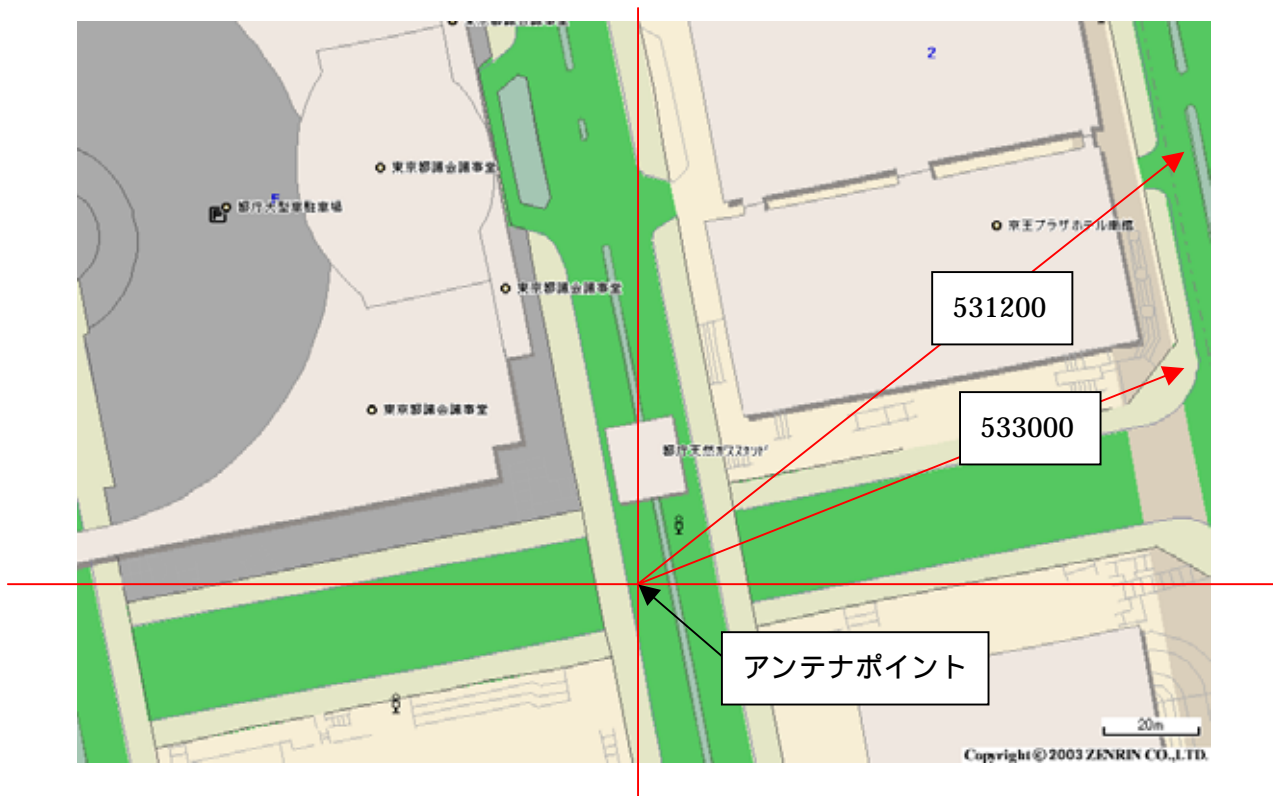 2
東京都議会議事堂
都庁大型車駐車場
P
京王プラザホテル南館
東京都議会議事堂
531200
東京都議会議事堂
533000
都庁天然ガススタンド
アンテナポイント
20m
Copyright © 2003 ZENRIN CO.,LTD.